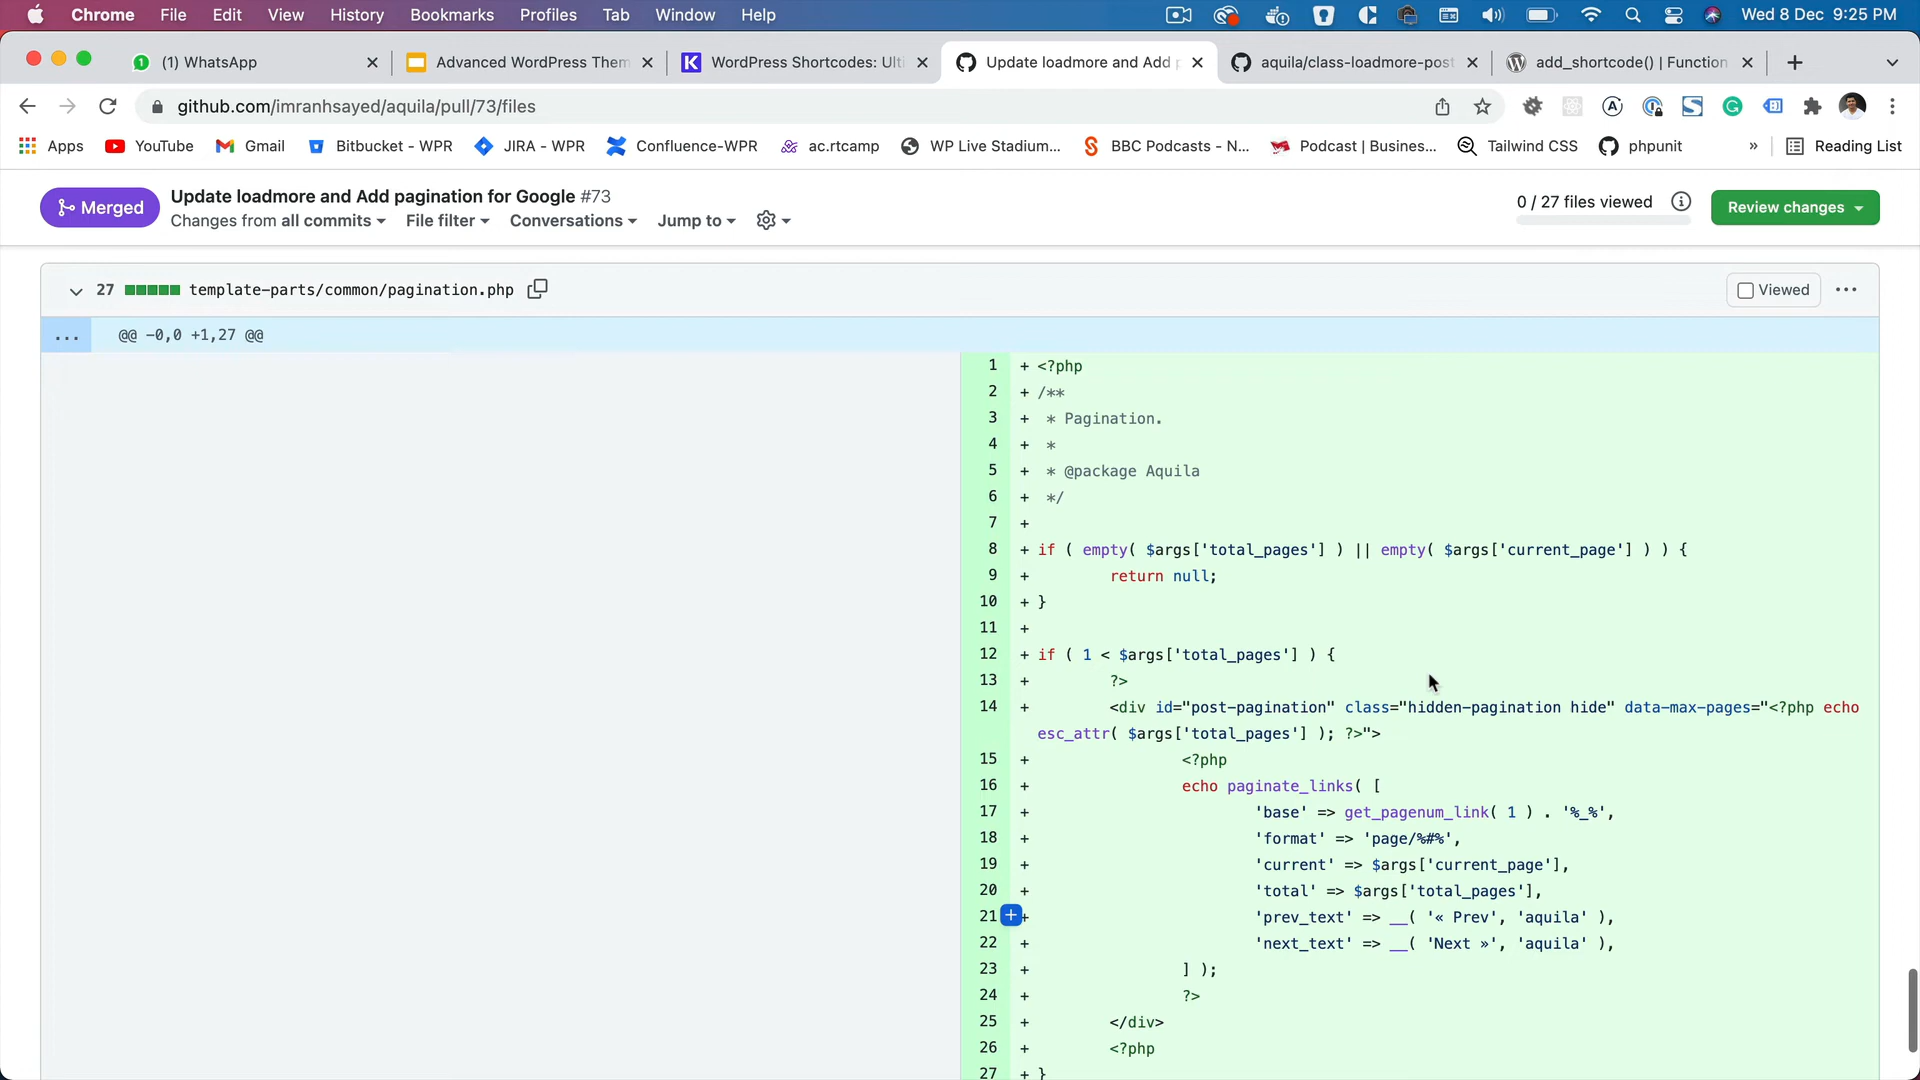 Chrome File Edit View History Bookmarks Profiles Tab Window Help Wed 8 Dec 9:25 PM
(1) WhatsApp Advanced WordPress Them WordPress Shortcodes: Ulti Update loadmore and Add p aquila/class-loadmore-post add_shortcode() | Function
github.com/imranhsayed/aquila/pull/73/files
Apps YouTube Gmail Bitbucket - WPR JIRA - WPR Confluence-WPR ac.rtcamp WP Live Stadium... BBC Podcasts - N... Podcast | Busines... Tailwind CSS phpunit » Reading List
Merged Update loadmore and Add pagination for Google #73
Changes from all commits File filter Conversations Jump to
0 / 27 files viewed Review changes
27 template-parts/common/pagination.php Viewed ...
... @@ -0,0 +1,27 @@
1 + <?php
2 + /**
3 + * Pagination.
4 + *
5 + * @package Aquila
6 + */
7 +
8 + if ( empty( $args['total_pages'] ) || empty( $args['current_page'] ) ) {
9 + return null;
10 + }
11 +
12 + if ( 1 < $args['total_pages'] ) {
13 + ?>
14 + <div id="post-pagination" class="hidden-pagination hide" data-max-pages="<?php echo
esc_attr( $args['total_pages'] ); ?>">
15 + <?php
16 + echo paginate_links( [
17 + 'base' => get_pagenum_link( 1 ) . '%_%',
18 + 'format' => 'page/%#%',
19 + 'current' => $args['current_page'],
20 + 'total' => $args['total_pages'],
21 + 'prev_text' => __( '« Prev', 'aquila' ),
22 + 'next_text' => __( 'Next »', 'aquila' ),
23 + ] );
24 + ?>
25 + </div>
26 + <?php
27 + }